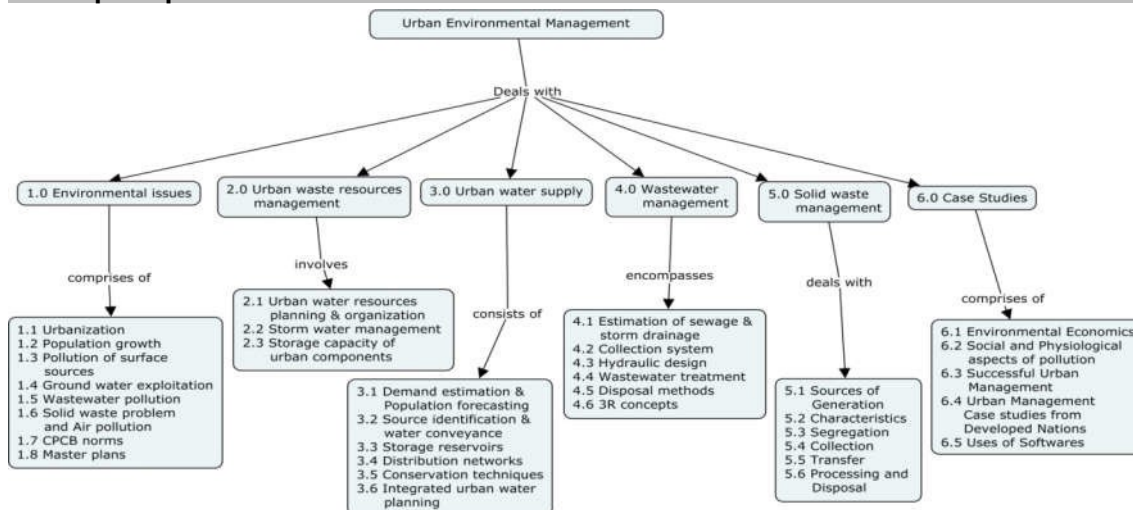 Urban Environmental Management
Deals with
1.0 Environmental issues
2.0 Urban waste resources
management
3.0 Urban water supply
4.0 Wastewater
management
5.0 Solid waste
management
6.0 Case Studies
comprises of
1.1 Urbanization
1.2 Population growth
1.3 Pollution of surface
sources
1.4 Ground water exploitation
1.5 Wastewater pollution
1.6 Solid waste problem
and Air pollution
1.7 CPCB norms
1.8 Master plans
involves
2.1 Urban water resources
planning & organization
2.2 Storm water management
2.3 Storage capacity of
urban components
consists of
3.1 Demand estimation &
Population forecasting
3.2 Source identification &
water conveyance
3.3 Storage reservoirs
3.4 Distribution networks
3.5 Conservation techniques
3.6 Integrated urban water
planning
encompasses
4.1 Estimation of sewage &
storm drainage
4.2 Collection system
4.3 Hydraulic design
4.4 Wastewater treatment
4.5 Disposal methods
4.6 3R concepts
deals with
5.1 Sources of
Generation
5.2 Characteristics
5.3 Segregation
5.4 Collection
5.5 Transfer
5.6 Processing and
Disposal
comprises of
6.1 Environmental Economics
6.2 Social and Physiological
aspects of pollution
6.3 Successful Urban
Management
6.4 Urban Management
Case studies from
Developed Nations
6.5 Uses of Softwares